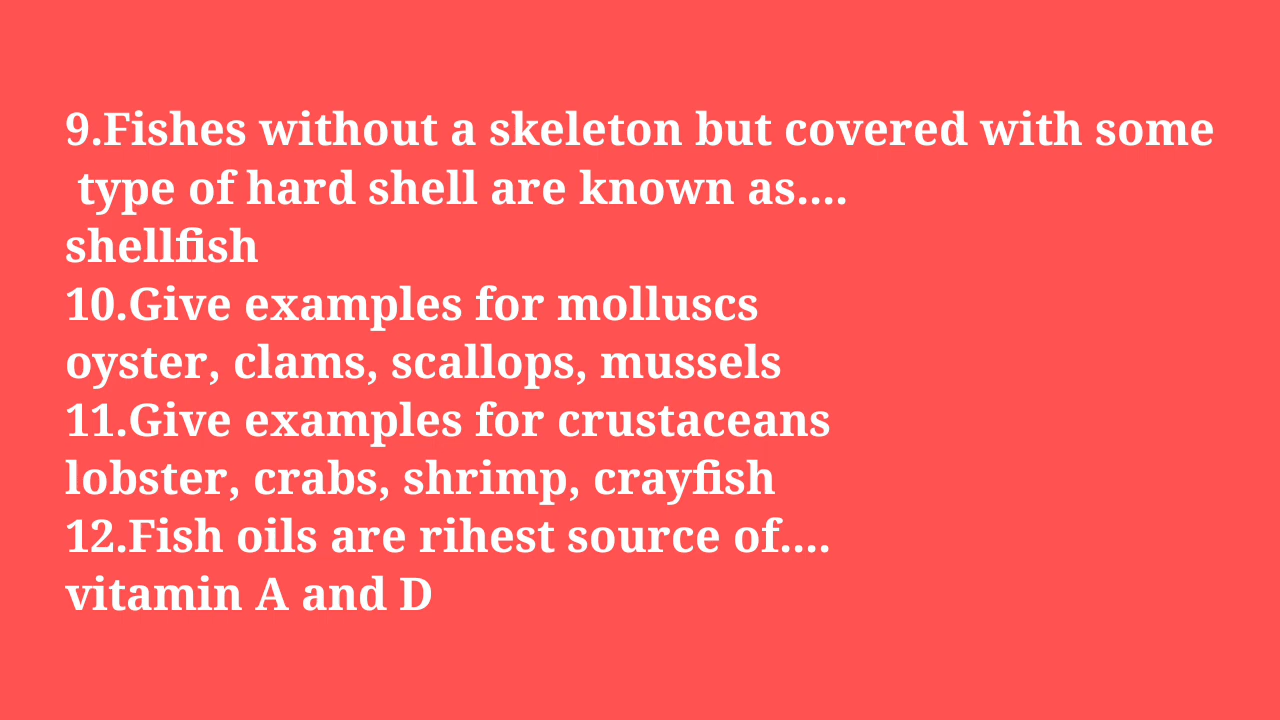 9.Fishes without a skeleton but covered with some
type of hard shell are known as....
shellfish
10.Give examples for molluscs
oyster, clams, scallops, mussels
11.Give examples for crustaceans
lobster, crabs, shrimp, crayfish
12.Fish oils are rihest source of....
vitamin A and D